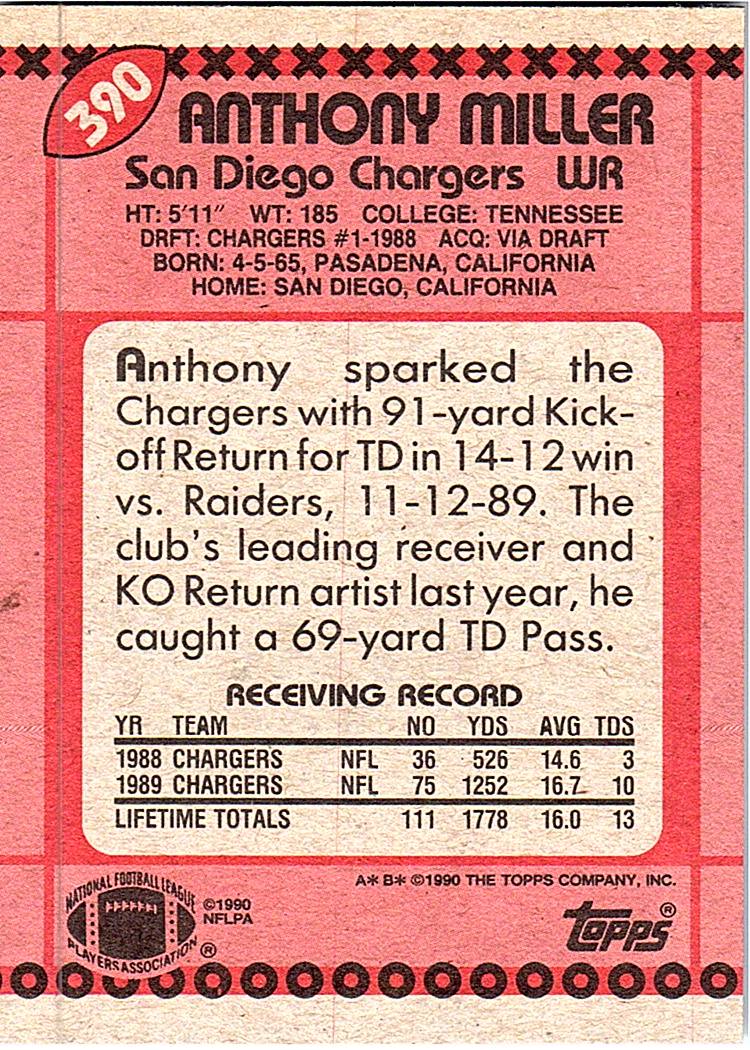 390
ANTHONY MILLER
San Diego Chargers WR
HT: 5'11" WT: 185 COLLEGE: TENNESSEE
DRFT: CHARGERS #1-1988 ACQ: VIA DRAFT
BORN: 4-5-65, PASADENA, CALIFORNIA
HOME: SAN DIEGO, CALIFORNIA
Anthony sparked the
Chargers with 91-yard Kick-
off Return for TD in 14-12 win
vs. Raiders, 11-12-89. The
club's leading receiver and
KO Return artist last year, he
caught a 69-yard TD Pass.
RECEIVING RECORD
YR TEAM NO YDS AVG TDS
1988 CHARGERS NFL 36 526 14.6 3
1989 CHARGERS NFL 75 1252 16.7 10
LIFETIME TOTALS 111 1778 16.0 13
A* B* ©1990 THE TOPPS COMPANY, INC.
NATIONAL FOOTBALL LEAGUE
PLAYERS ASSOCIATION ®
©1990
NFLPA
topps ®